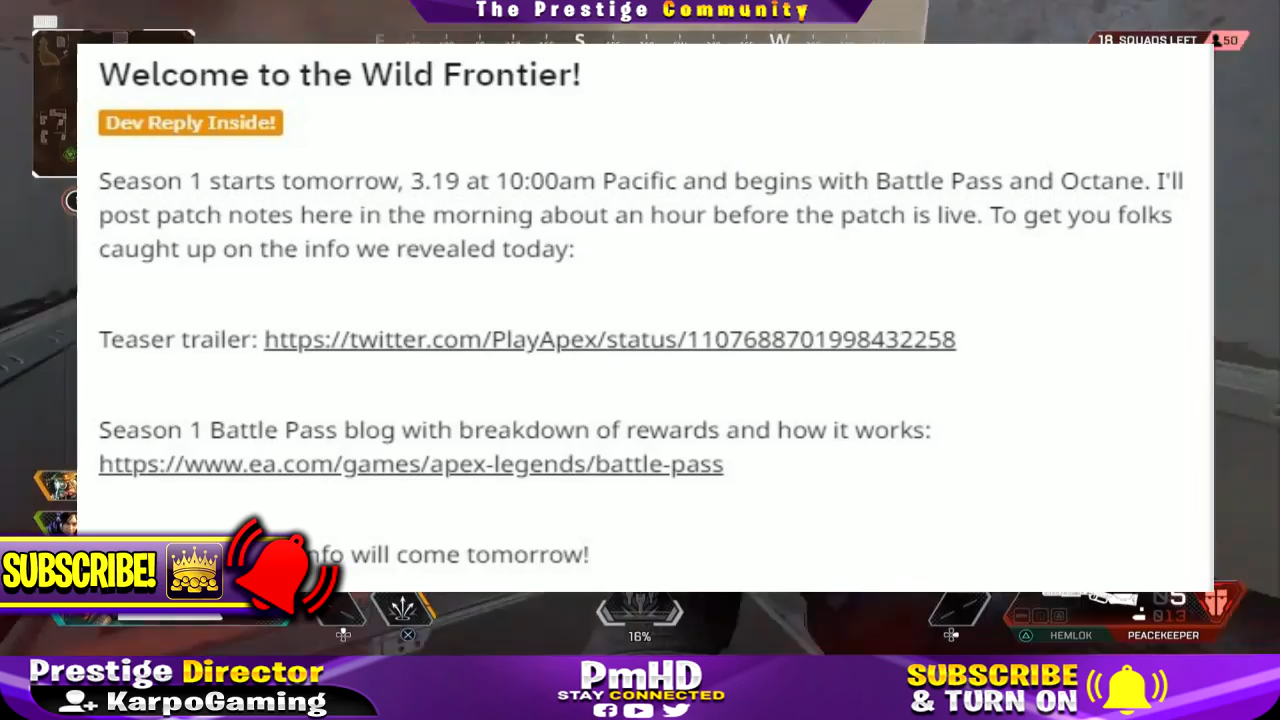 The Prestige Community
E
S
W
18 SQUADS LEFT
50
Welcome to the Wild Frontier!
Dev Reply Inside!
Season 1 starts tomorrow, 3.19 at 10:00am Pacific and begins with Battle Pass and Octane. I'll
post patch notes here in the morning about an hour before the patch is live. To get you folks
caught up on the info we revealed today:
Teaser trailer: https://twitter.com/PlayApex/status/1107688701998432258
Season 1 Battle Pass blog with breakdown of rewards and how it works:
https://www.ea.com/games/apex-legends/battle-pass
nfo will come tomorrow!
SUBSCRIBE!
16%
013
HEMLOK
PEACEKEEPER
Prestige Director
KarpoGaming
PmHD
STAY CONNECTED
SUBSCRIBE
& TURN ON